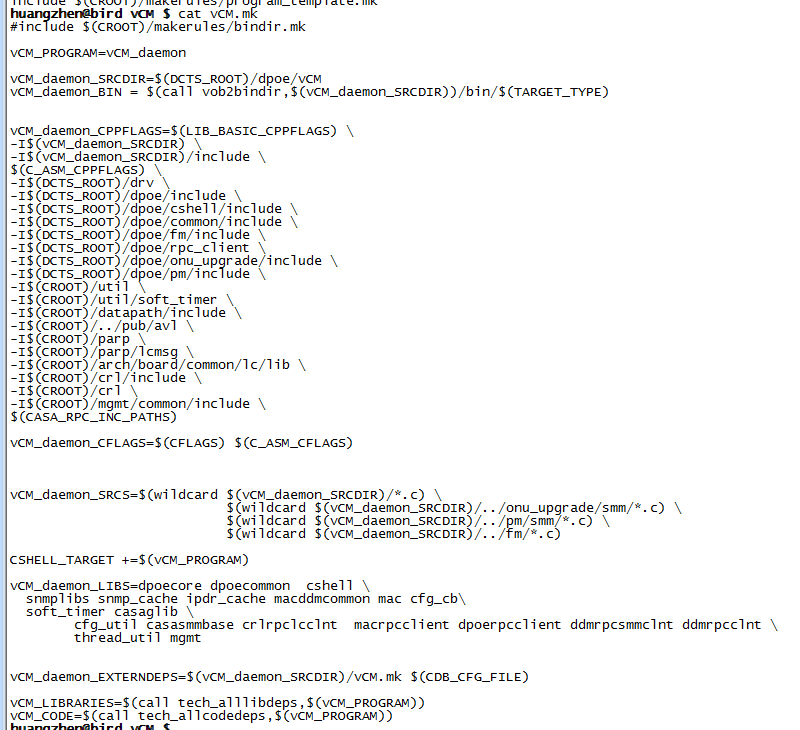 include $(CROOT)/makerules/program_template.mk
huangzhen@bird vCM $ cat vCM.mk
#include $(CROOT)/makerules/bindir.mk
vCM_PROGRAM=vCM_daemon
vCM_daemon_SRCDIR=$(DCTS_ROOT)/dpoe/vCM
vCM_daemon_BIN = $(call vob2bindir,$(vCM_daemon_SRCDIR))/bin/$(TARGET_TYPE)
vCM_daemon_CPPFLAGS=$(LIB_BASIC_CPPFLAGS) \
-I$(vCM_daemon_SRCDIR) \
-I$(vCM_daemon_SRCDIR)/include \
$(C_ASM_CPPFLAGS) \
-I$(DCTS_ROOT)/drv \
-I$(DCTS_ROOT)/dpoe/include \
-I$(DCTS_ROOT)/dpoe/cshell/include \
-I$(DCTS_ROOT)/dpoe/common/include \
-I$(DCTS_ROOT)/dpoe/fm/include \
-I$(DCTS_ROOT)/dpoe/rpc_client \
-I$(DCTS_ROOT)/dpoe/onu_upgrade/include \
-I$(DCTS_ROOT)/dpoe/pm/include \
-I$(CROOT)/util \
-I$(CROOT)/util/soft_timer \
-I$(CROOT)/datapath/include \
-I$(CROOT)/../pub/avl \
-I$(CROOT)/parp \
-I$(CROOT)/parp/lcmsg \
-I$(CROOT)/arch/board/common/lc/lib \
-I$(CROOT)/crl/include \
-I$(CROOT)/crl \
-I$(CROOT)/mgmt/common/include \
$(CASA_RPC_INC_PATHS)
vCM_daemon_CFLAGS=$(CFLAGS) $(C_ASM_CFLAGS)
vCM_daemon_SRCS=$(wildcard $(vCM_daemon_SRCDIR)/*.c) \
$(wildcard $(vCM_daemon_SRCDIR)/../onu_upgrade/smm/*.c) \
$(wildcard $(vCM_daemon_SRCDIR)/../pm/smm/*.c) \
$(wildcard $(vCM_daemon_SRCDIR)/../fm/*.c)
CSHELL_TARGET +=$(vCM_PROGRAM)
vCM_daemon_LIBS=dpoecore dpoecommon  cshell \
snmplibs snmp_cache ipdr_cache macddmcommon mac cfg_cb\
soft_timer casaglib \
cfg_util casasmmbase crlrpclcclnt  macrpcclient dpoerpcclient ddmrpcsmmclnt ddmrpcclnt \
thread_util mgmt
vCM_daemon_EXTERNDEPS=$(vCM_daemon_SRCDIR)/vCM.mk $(CDB_CFG_FILE)
vCM_LIBRARIES=$(call tech_alllibdeps,$(vCM_PROGRAM))
vCM_CODE=$(call tech_allcodedeps,$(vCM_PROGRAM))
huangzhen@bird vCM $